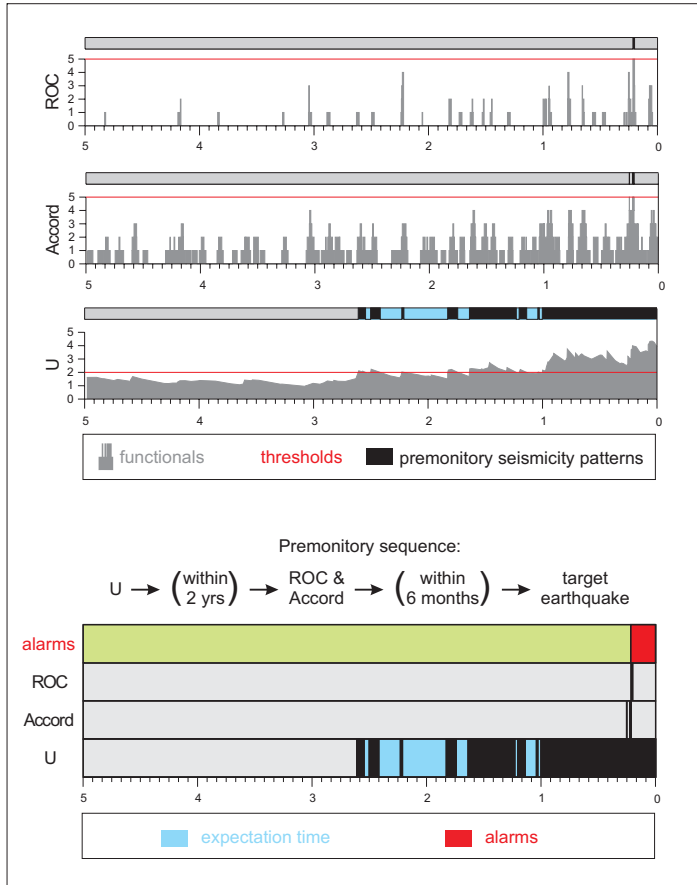 5
4
3
2
1
0
ROC
5 4 3 2 1 0
5
4
3
2
1
0
Accord
5 4 3 2 1 0
5
4
3
2
1
0
U
5 4 3 2 1 0
functionals thresholds premonitory seismicity patterns
Premonitory sequence:
U → (within 2 yrs) → ROC & Accord → (within 6 months) → target earthquake
alarms
ROC
Accord
U
5 4 3 2 1 0
expectation time alarms